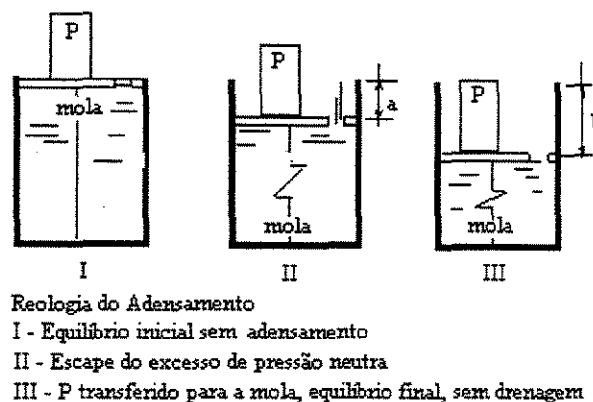 P
mola
I
P
a
mola
II
P
mola
III
Reologia do Adensamento
I - Equilíbrio inicial sem adensamento
II - Escape do excesso de pressão neutra
III - P transferido para a mola, equilíbrio final, sem drenagem